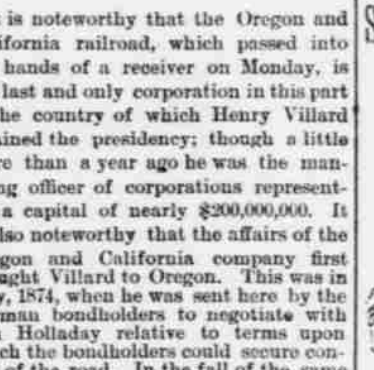 is noteworthy that the Oregon and
ifornia railroad, which passed into
hands of a receiver on Monday, is
last and only corporation in this part
he country of which Henry Villard
ained the presidency; though a little
re than a year ago he was the man-
ng officer of corporations represent-
a capital of nearly $200,000,000. It
lso noteworthy that the affairs of the
gon and California company first
ught Villard to Oregon. This was in
y, 1874, when he was sent here by the
man bondholders to negotiate with
Holladay relative to terms upon
ch the bondholders could secure con-
of the road. In the fall of the same